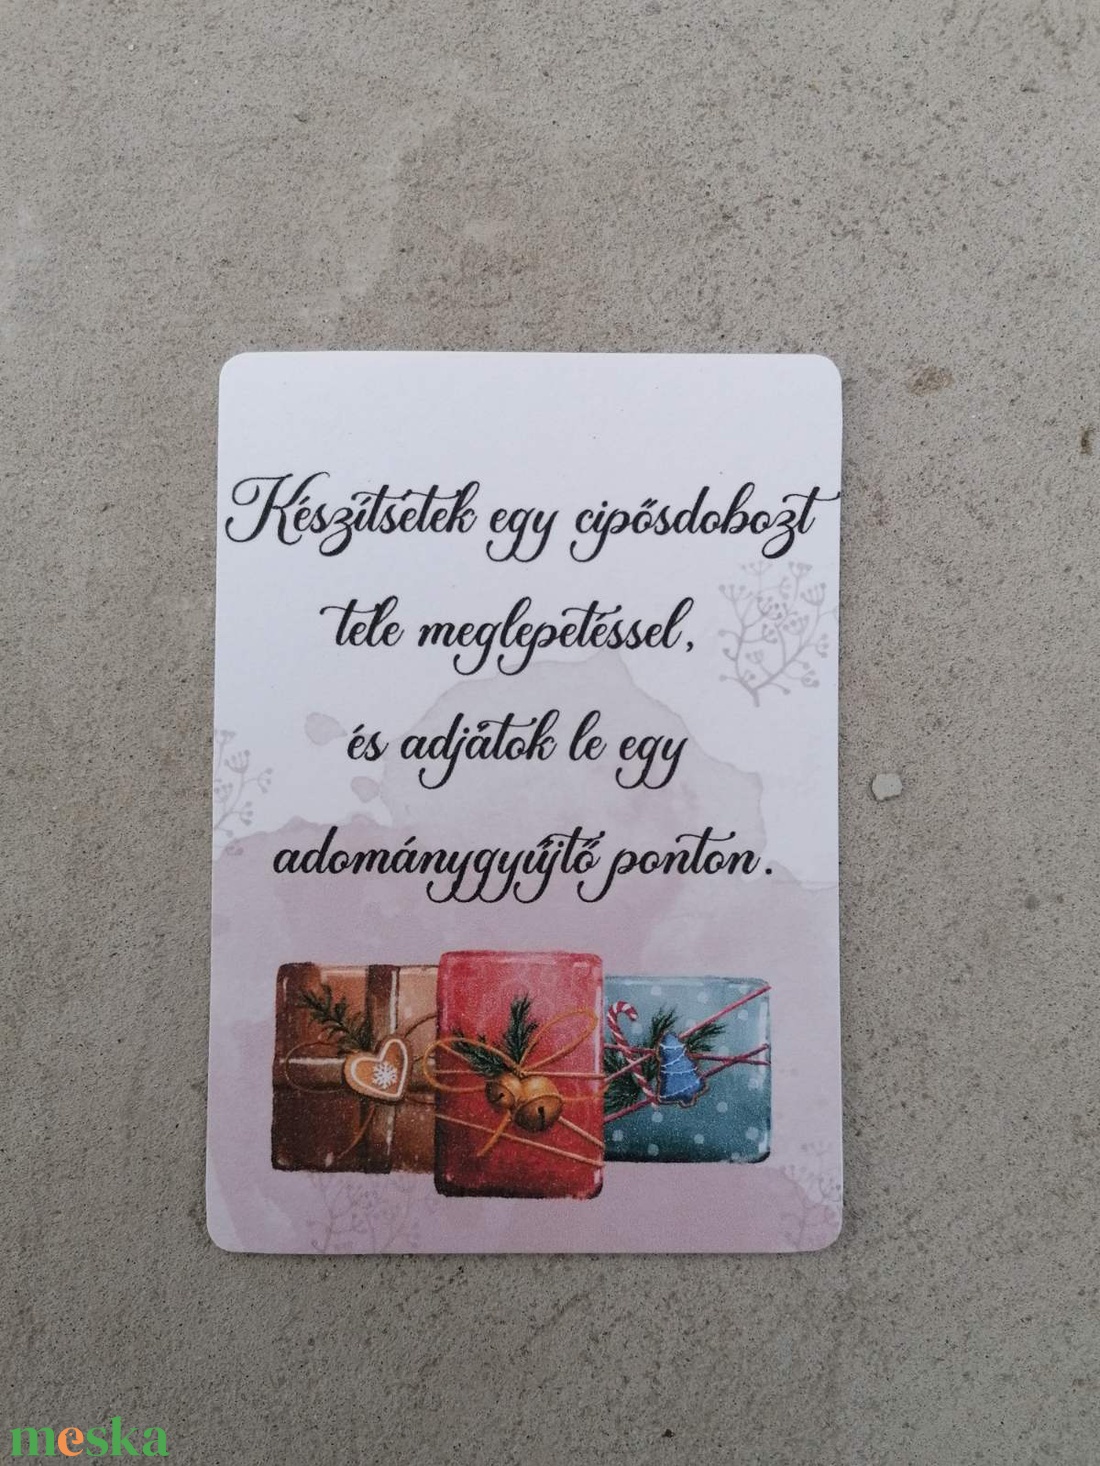 Készítsetek egy cipősdobozt
tele meglepetéssel,
és adjátok le egy
adománygyűjtő ponton.
meska